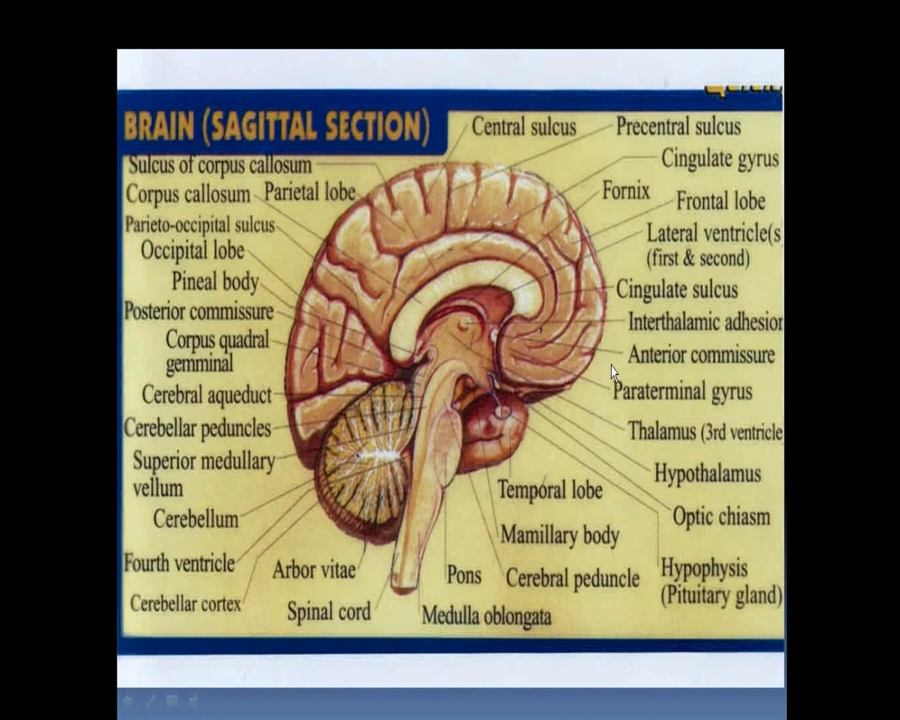 BRAIN (SAGITTAL SECTION)
Central sulcus
Precentral sulcus
Sulcus of corpus callosum
Cingulate gyrus
Corpus callosum
Parietal lobe
Fornix
Frontal lobe
Parieto-occipital sulcus
Lateral ventricle(s
(first & second)
Occipital lobe
Pineal body
Cingulate sulcus
Posterior commissure
Interthalamic adhesion
Corpus quadral
gemminal
Anterior commissure
Cerebral aqueduct
Paraterminal gyrus
Cerebellar peduncles
Thalamus (3rd ventricle
Superior medullary
vellum
Hypothalamus
Temporal lobe
Cerebellum
Optic chiasm
Mamillary body
Fourth ventricle
Arbor vitae
Pons
Cerebral peduncle
Hypophysis
(Pituitary gland)
Cerebellar cortex
Spinal cord
Medulla oblongata